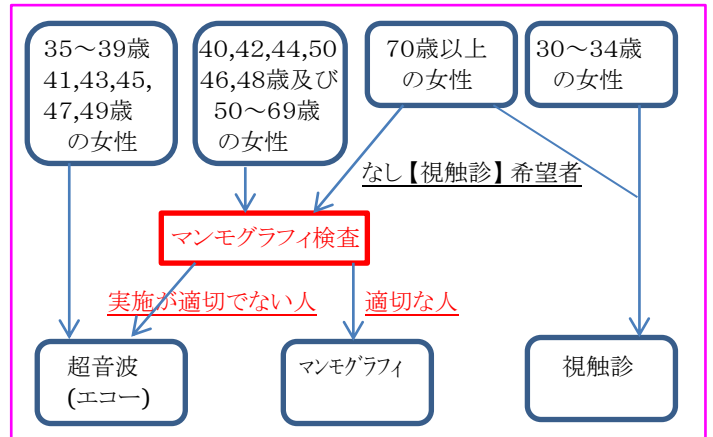 35～39歳
41,43,45,
47,49歳
の女性
40,42,44,50
46,48歳及び
50～69歳
の女性
70歳以上
の女性
30～34歳
の女性
なし【視触診】希望者
マンモグラフィ検査
実施が適切でない人
適切な人
超音波
(エコー)
マンモグラフィ
視触診